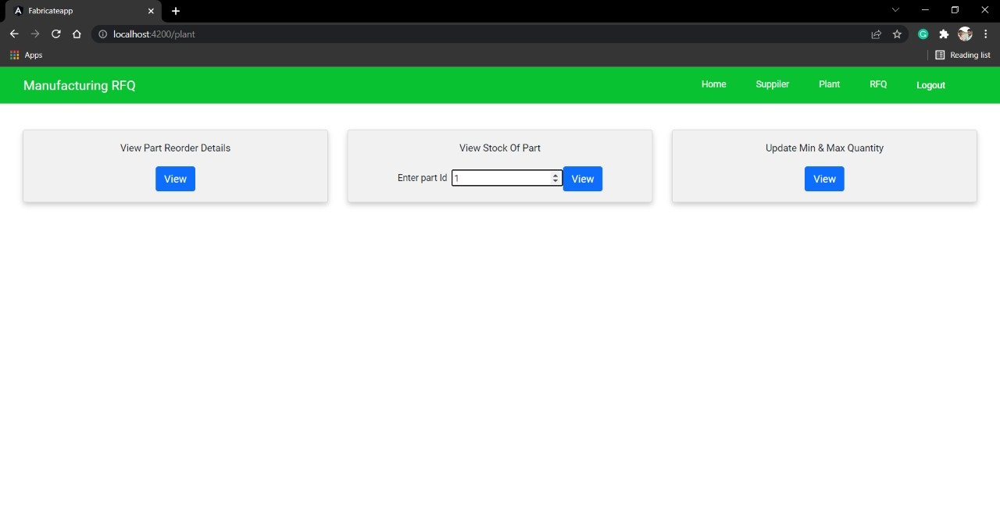 Fabricateapp
localhost:4200/plant
Apps
Reading list
Manufacturing RFQ
Home Suppiler Plant RFQ Logout
View Part Reorder Details
View
View Stock Of Part
Enter part Id 1 View
Update Min & Max Quantity
View